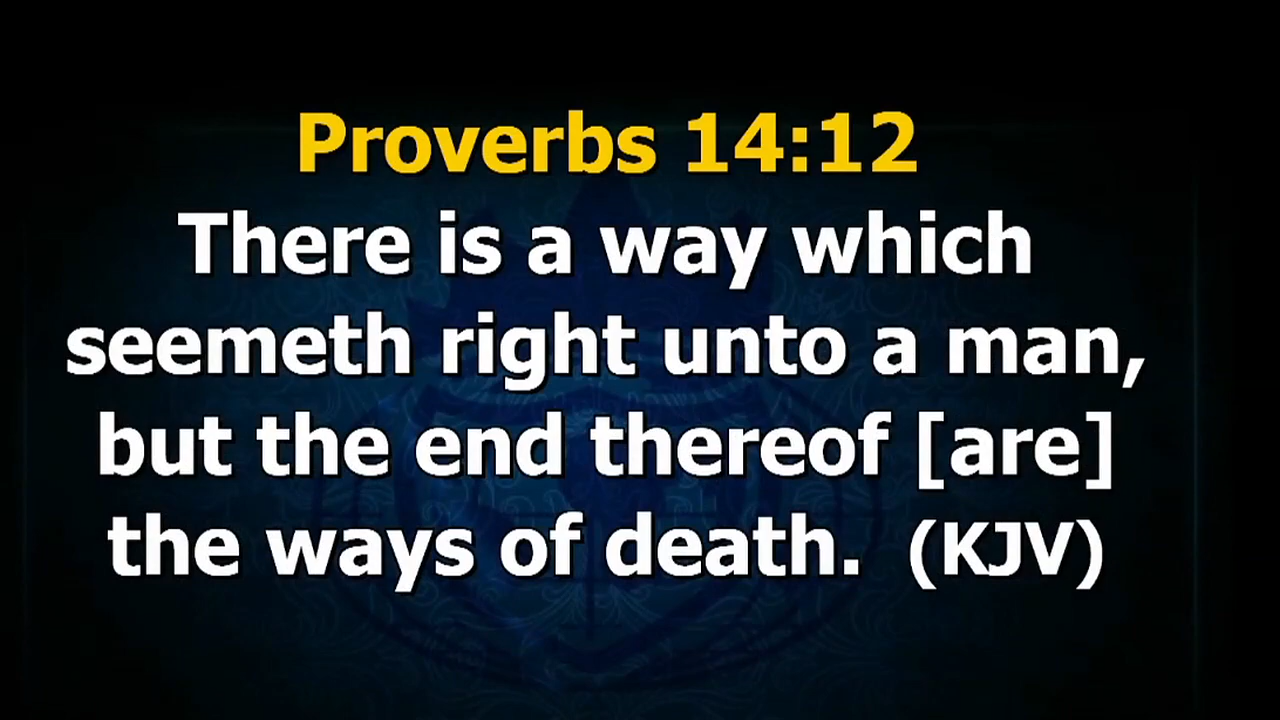 Proverbs 14:12
There is a way which
seemeth right unto a man,
but the end thereof [are]
the ways of death.  (KJV)